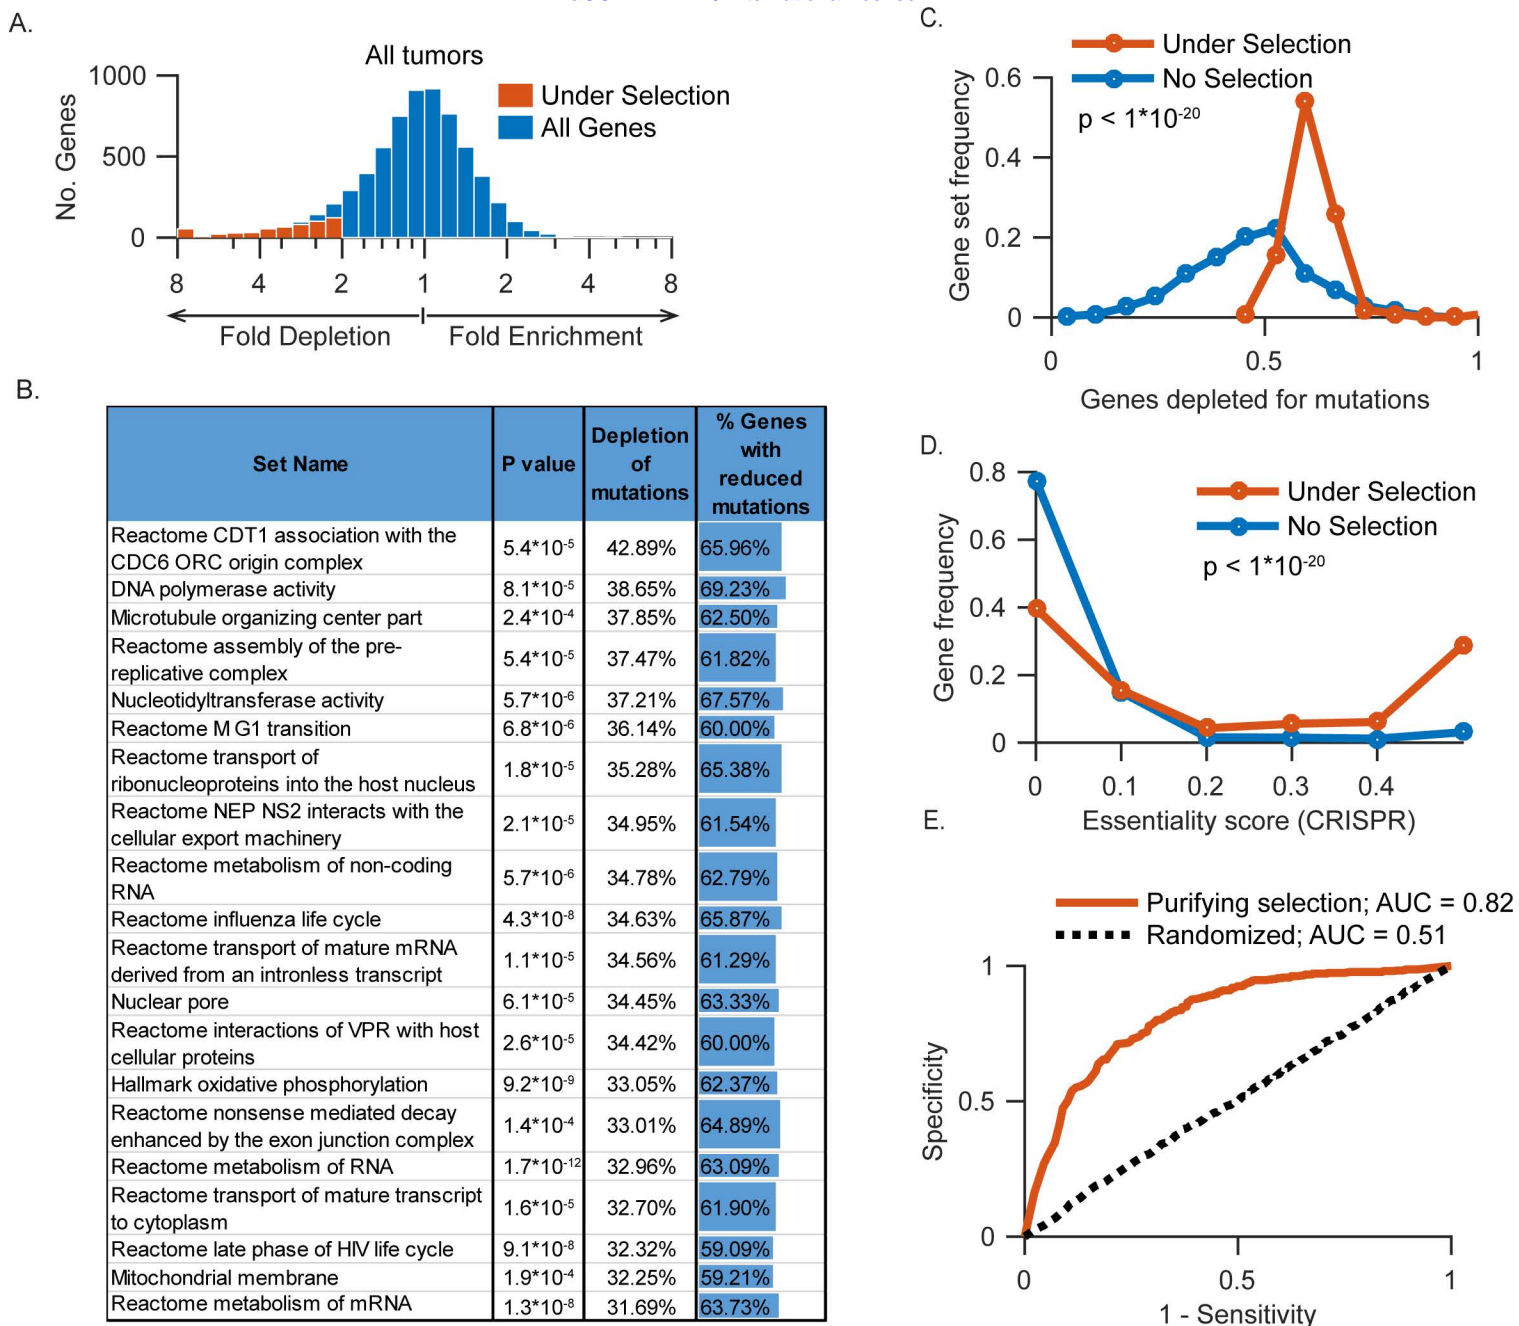 A.
All tumors
1000
500
0
No. Genes
Under Selection
All Genes
8
4
2
1
2
4
8
Fold Depletion
Fold Enrichment
B.
Set Name
P value
Depletion
of
mutations
% Genes
with
reduced
mutations
Reactome CDT1 association with the
CDC6 ORC origin complex
5.4*10-5
42.89%
65.96%
DNA polymerase activity
8.1*10-5
38.65%
69.23%
Microtubule organizing center part
2.4*10-4
37.85%
62.50%
Reactome assembly of the pre-
replicative complex
5.4*10-5
37.47%
61.82%
Nucleotidyltransferase activity
5.7*10-6
37.21%
67.57%
Reactome M G1 transition
6.8*10-6
36.14%
60.00%
Reactome transport of
ribonucleoproteins into the host nucleus
1.8*10-5
35.28%
65.38%
Reactome NEP NS2 interacts with the
cellular export machinery
2.1*10-5
34.95%
61.54%
Reactome metabolism of non-coding
RNA
5.7*10-6
34.78%
62.79%
Reactome influenza life cycle
4.3*10-8
34.63%
65.87%
Reactome transport of mature mRNA
derived from an intronless transcript
1.1*10-5
34.56%
61.29%
Nuclear pore
6.1*10-5
34.45%
63.33%
Reactome interactions of VPR with host
cellular proteins
2.6*10-5
34.42%
60.00%
Hallmark oxidative phosphorylation
9.2*10-9
33.05%
62.37%
Reactome nonsense mediated decay
enhanced by the exon junction complex
1.4*10-4
33.01%
64.89%
Reactome metabolism of RNA
1.7*10-12
32.96%
63.09%
Reactome transport of mature transcript
to cytoplasm
1.6*10-5
32.70%
61.90%
Reactome late phase of HIV life cycle
9.1*10-8
32.32%
59.09%
Mitochondrial membrane
1.9*10-4
32.25%
59.21%
Reactome metabolism of mRNA
1.3*10-8
31.69%
63.73%
C.
Under Selection
No Selection
p < 1*10-20
0.6
0.4
0.2
0
Gene set frequency
0
0.5
1
Genes depleted for mutations
D.
0.8
0.6
0.4
0.2
0
Gene frequency
Under Selection
No Selection
p < 1*10-20
0
0.1
0.2
0.3
0.4
Essentiality score (CRISPR)
E.
Purifying selection; AUC = 0.82
Randomized; AUC = 0.51
1
0.5
0
Specificity
0
0.5
1
1 - Sensitivity